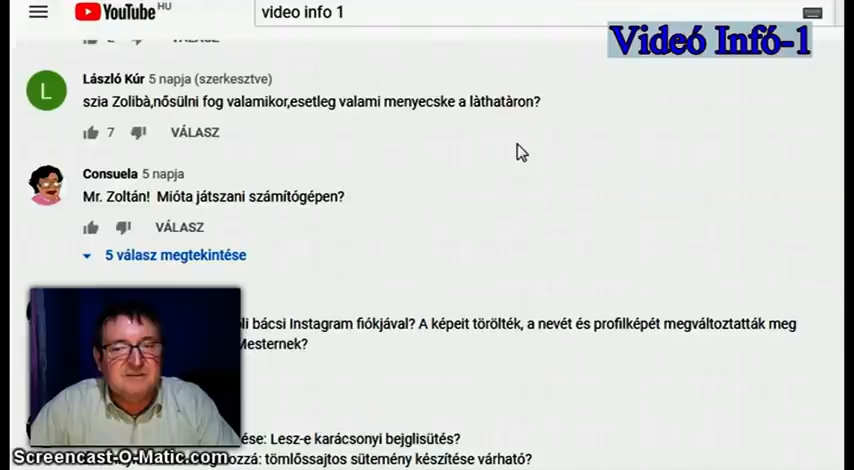 YouTube HU
video info 1
Videó Infó-1
2 VÁLASZ
László Kúr 5 napja (szerkesztve)
szia Zolibà,nősülni fog valamikor,esetleg valami menyecske a làthatàron?
7 VÁLASZ
Consuela 5 napja
Mr. Zoltán! Mióta játszani számítógépen?
VÁLASZ
5 válasz megtekintése
bácsi Instagram fiókjával? A képeit törölték, a nevét és profilképét megváltoztatták meg
Mesternek?
Lesz-e karácsonyi bejglisütés?
tömlőssajtos sütemény készítése várható?
Screencast-O-Matic.com
L